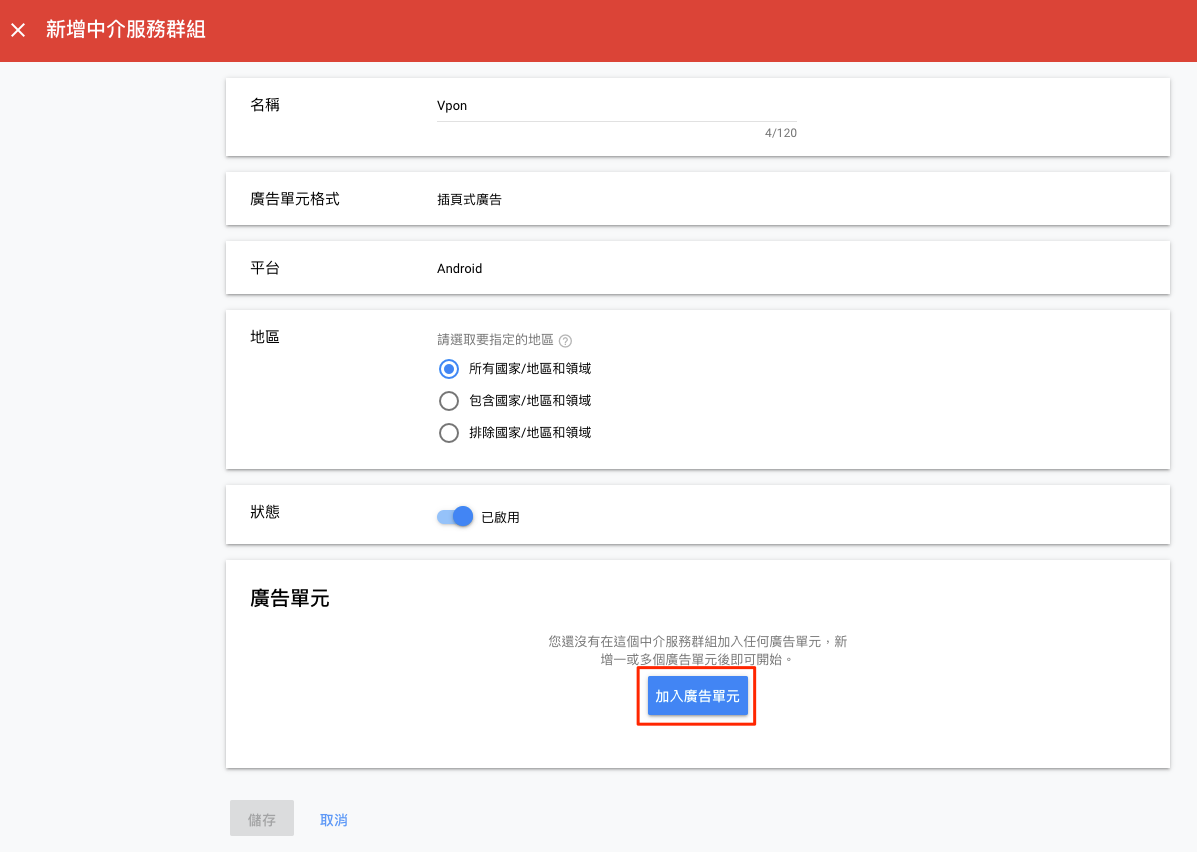 新增中介服務群組
名稱
Vpon
4/120
廣告單元格式
插頁式廣告
平台
Android
地區
請選取要指定的地區
所有國家/地區和領域
包含國家/地區和領域
排除國家/地區和領域
狀態
已啟用
廣告單元
您還沒有在這個中介服務群組加入任何廣告單元，新
增一或多個廣告單元後即可開始。
加入廣告單元
儲存
取消